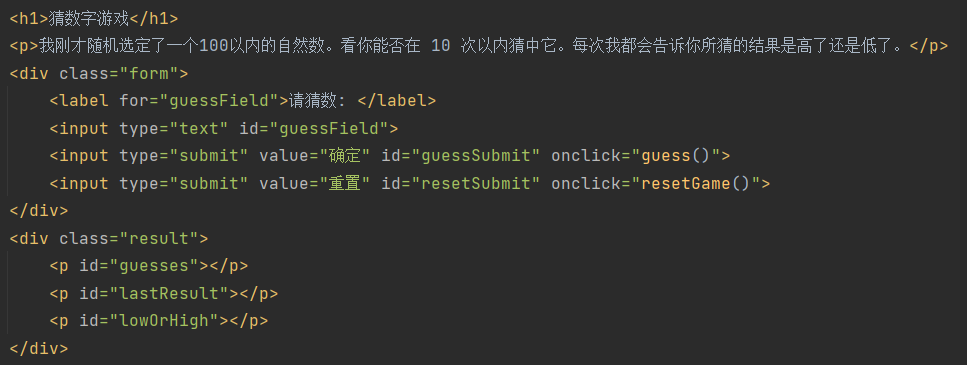 <h1>猜数字游戏</h1>
<p>我刚才随机选定了一个100以内的自然数。看你能否在 10 次以内猜中它。每次我都会告诉你所猜的结果是高了还是低了。</p>
<div class="form">
    <label for="guessField">请猜数: </label>
    <input type="text" id="guessField">
    <input type="submit" value="确定" id="guessSubmit" onclick="guess()">
    <input type="submit" value="重置" id="resetSubmit" onclick="resetGame()">
</div>
<div class="result">
    <p id="guesses"></p>
    <p id="lastResult"></p>
    <p id="lowOrHigh"></p>
</div>